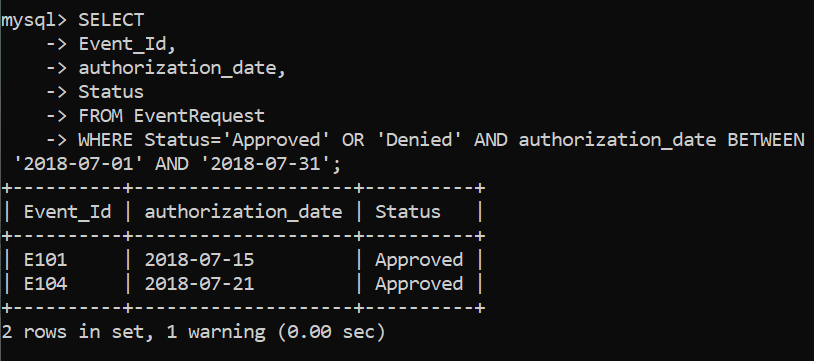 mysql> SELECT
    -> Event_Id,
    -> authorization_date,
    -> Status
    -> FROM EventRequest
    -> WHERE Status='Approved' OR 'Denied' AND authorization_date BETWEEN
 '2018-07-01' AND '2018-07-31';
+----------+--------------------+----------+
| Event_Id | authorization_date | Status   |
+----------+--------------------+----------+
| E101     | 2018-07-15         | Approved |
| E104     | 2018-07-21         | Approved |
+----------+--------------------+----------+
2 rows in set, 1 warning (0.00 sec)